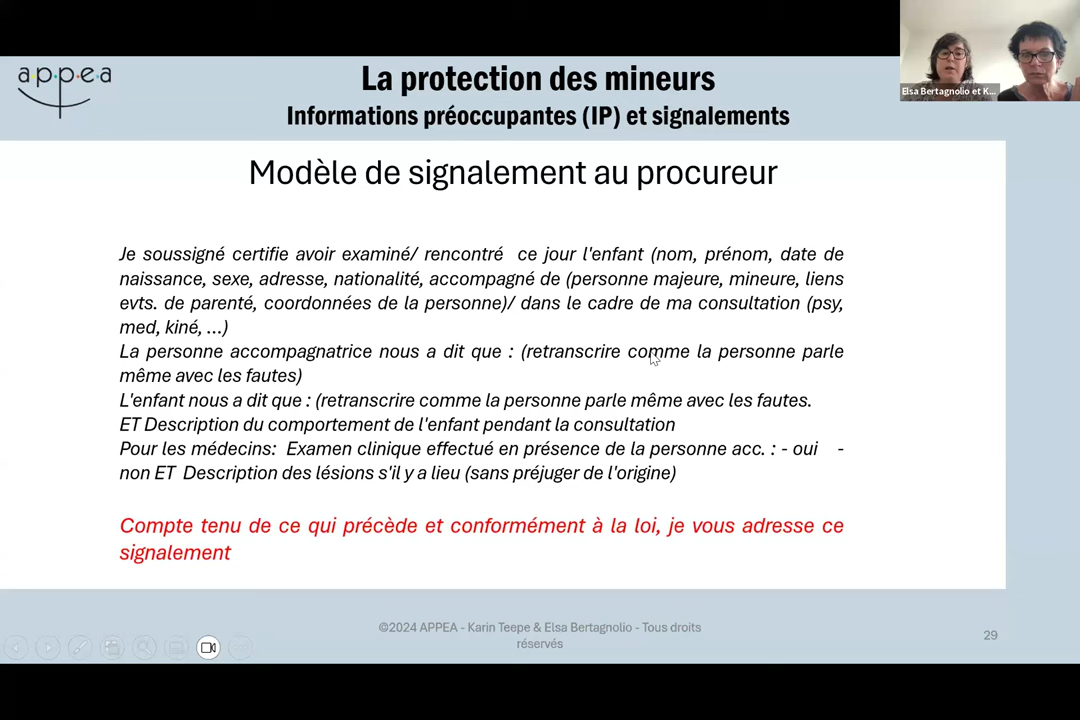 appea
La protection des mineurs
Informations préoccupantes (IP) et signalements
Elsa Bertagnolio et K...
Modèle de signalement au procureur
Je soussigné certifie avoir examiné/ rencontré ce jour l'enfant (nom, prénom, date de
naissance, sexe, adresse, nationalité, accompagné de (personne majeure, mineure, liens
evts. de parenté, coordonnées de la personne)/ dans le cadre de ma consultation (psy,
med, kiné, ...)
La personne accompagnatrice nous a dit que : (retranscrire comme la personne parle
même avec les fautes)
L'enfant nous a dit que : (retranscrire comme la personne parle même avec les fautes.
ET Description du comportement de l'enfant pendant la consultation
Pour les médecins: Examen clinique effectué en présence de la personne acc. : - oui -
non ET Description des lésions s'il y a lieu (sans préjuger de l'origine)
Compte tenu de ce qui précède et conformément à la loi, je vous adresse ce
signalement
©2024 APPEA - Karin Teepe & Elsa Bertagnolio - Tous droits
réservés
29